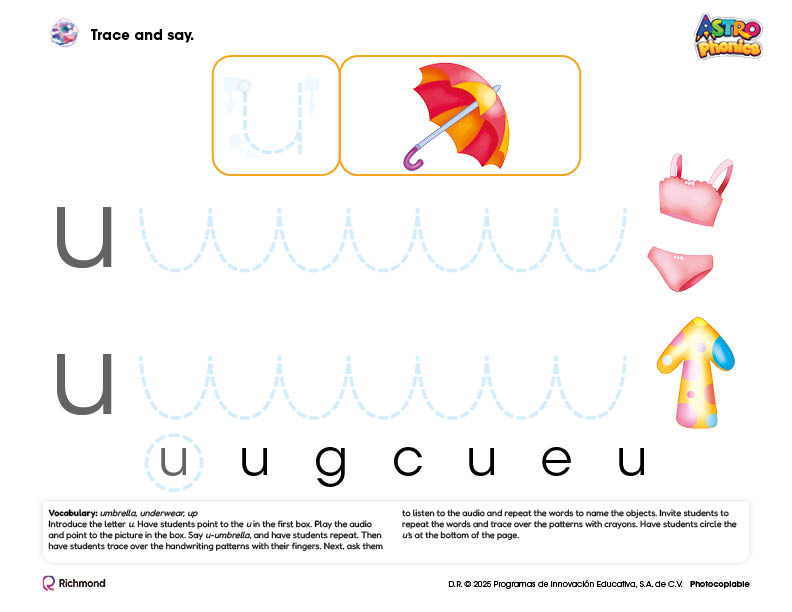 Trace and say.
ASTRO
Phonics
u
u
u
u u g c u e u
Vocabulary: umbrella, underwear, up
Introduce the letter u. Have students point to the u in the first box. Play the audio
and point to the picture in the box. Say u-umbrella, and have students repeat. Then
have students trace over the handwriting patterns with their fingers. Next, ask them
to listen to the audio and repeat the words to name the objects. Invite students to
repeat the words and trace over the patterns with crayons. Have students circle the
u's at the bottom of the page.
Richmond
D.R. © 2025 Programas de Innovación Educativa, S.A. de C.V. Photocopiable